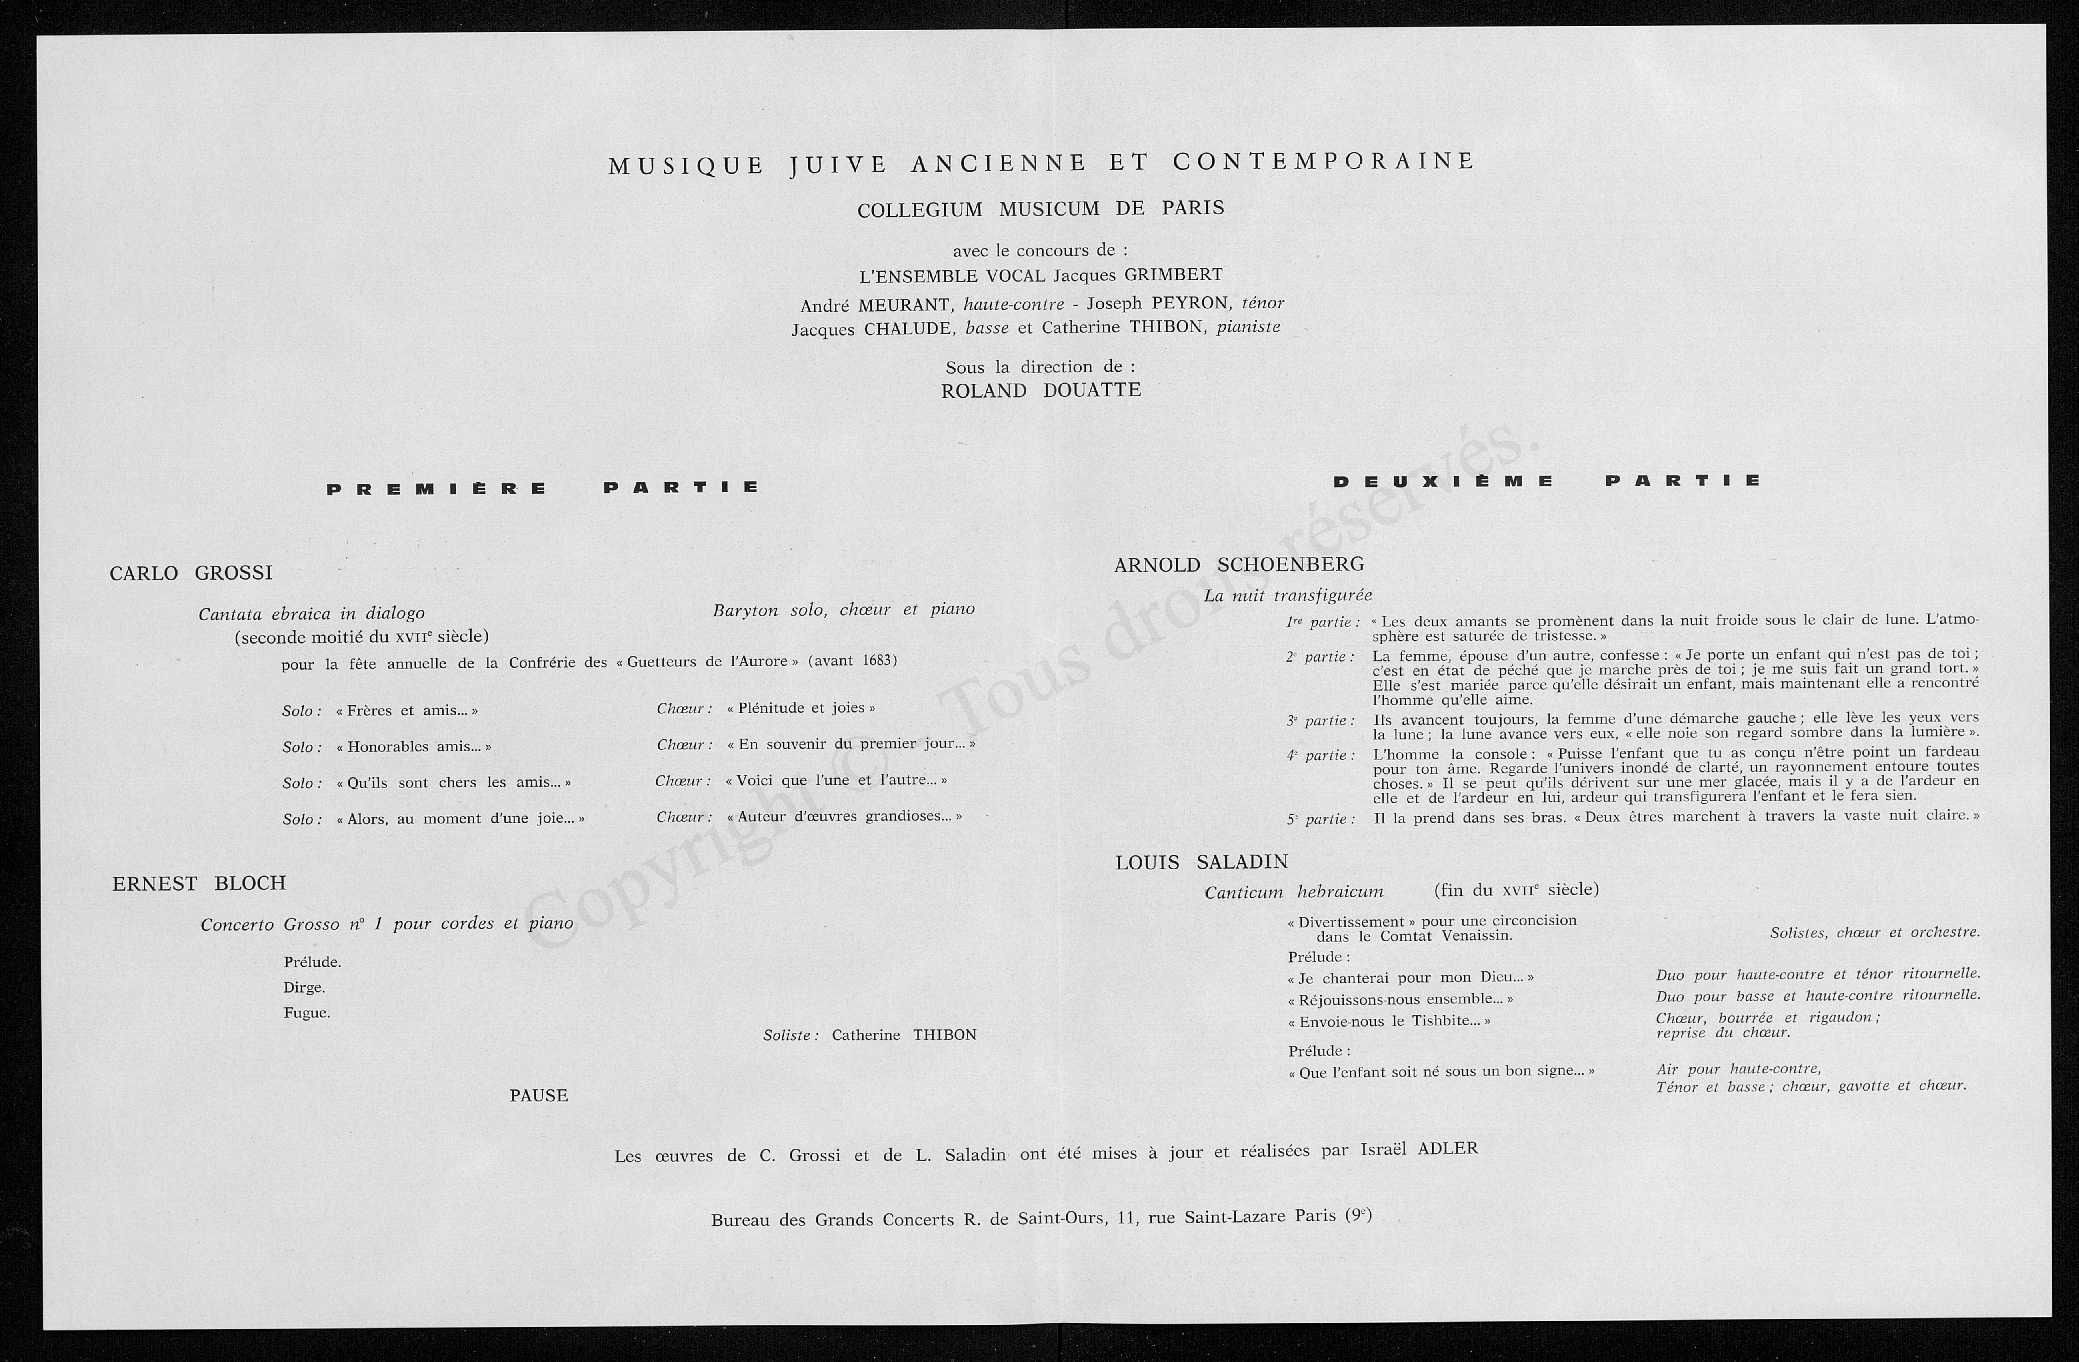 MUSIQUE JUIVE ANCIENNE ET CONTEMPORAINE
COLLEGIUM MUSICUM DE PARIS
avec le concours de :
L'ENSEMBLE VOCAL Jacques GRIMBERT
André MEURANT, haute-contre - Joseph PEYRON, ténor
Jacques CHALUDE, basse et Catherine THIBON, pianiste
Sous la direction de :
ROLAND DOUATTE
PREMIÈRE PARTIE
CARLO GROSSI
Cantata ebraica in dialogo Baryton solo, chœur et piano
(seconde moitié du XVIIe siècle)
pour la fête annuelle de la Confrérie des « Guetteurs de l'Aurore » (avant 1683)
Solo : « Frères et amis... » Chœur : « Plénitude et joies »
Solo : « Honorables amis... » Chœur : « En souvenir du premier jour... »
Solo : « Qu'ils sont chers les amis... » Chœur : « Voici que l'une et l'autre... »
Solo : « Alors, au moment d'une joie... » Chœur : « Auteur d'œuvres grandioses... »
ERNEST BLOCH
Concerto Grosso n° 1 pour cordes et piano
Prélude.
Dirge.
Fugue.
Soliste : Catherine THIBON
PAUSE
DEUXIÈME PARTIE
ARNOLD SCHOENBERG
La nuit transfigurée
1re partie : « Les deux amants se promènent dans la nuit froide sous le clair de lune. L'atmo-
sphère est saturée de tristesse. »
2e partie : La femme, épouse d'un autre, confesse : « Je porte un enfant qui n'est pas de toi ;
c'est en état de péché que je marche près de toi ; je me suis fait un grand tort. »
Elle s'est mariée parce qu'elle désirait un enfant, mais maintenant elle a rencontré
l'homme qu'elle aime.
3e partie : Ils avancent toujours, la femme d'une démarche gauche ; elle lève les yeux vers
la lune ; la lune avance vers eux, « elle noie son regard sombre dans la lumière ».
4e partie : L'homme la console : « Puisse l'enfant que tu as conçu n'être point un fardeau
pour ton âme. Regarde l'univers inondé de clarté, un rayonnement entoure toutes
choses. » Il se peut qu'ils dérivent sur une mer glacée, mais il y a de l'ardeur en
elle et de l'ardeur en lui, ardeur qui transfigurera l'enfant et le fera sien.
5e partie : Il la prend dans ses bras. « Deux êtres marchent à travers la vaste nuit claire. »
LOUIS SALADIN
Canticum hebraicum (fin du XVIIe siècle)
« Divertissement » pour une circoncision
dans le Comtat Venaissin. Solistes, chœur et orchestre.
Prélude :
« Je chanterai pour mon Dieu... » Duo pour haute-contre et ténor ritournelle.
« Réjouissons-nous ensemble... » Duo pour basse et haute-contre ritournelle.
« Envoie-nous le Tishbite... » Chœur, bourrée et rigaudon ;
reprise du chœur.
Prélude :
« Que l'enfant soit né sous un bon signe... » Air pour haute-contre,
Ténor et basse ; chœur, gavotte et chœur.
Les œuvres de C. Grossi et de L. Saladin ont été mises à jour et réalisées par Israël ADLER
Bureau des Grands Concerts R. de Saint-Ours, 11, rue Saint-Lazare Paris (9e)
Copyright © - Tous droits réservés.